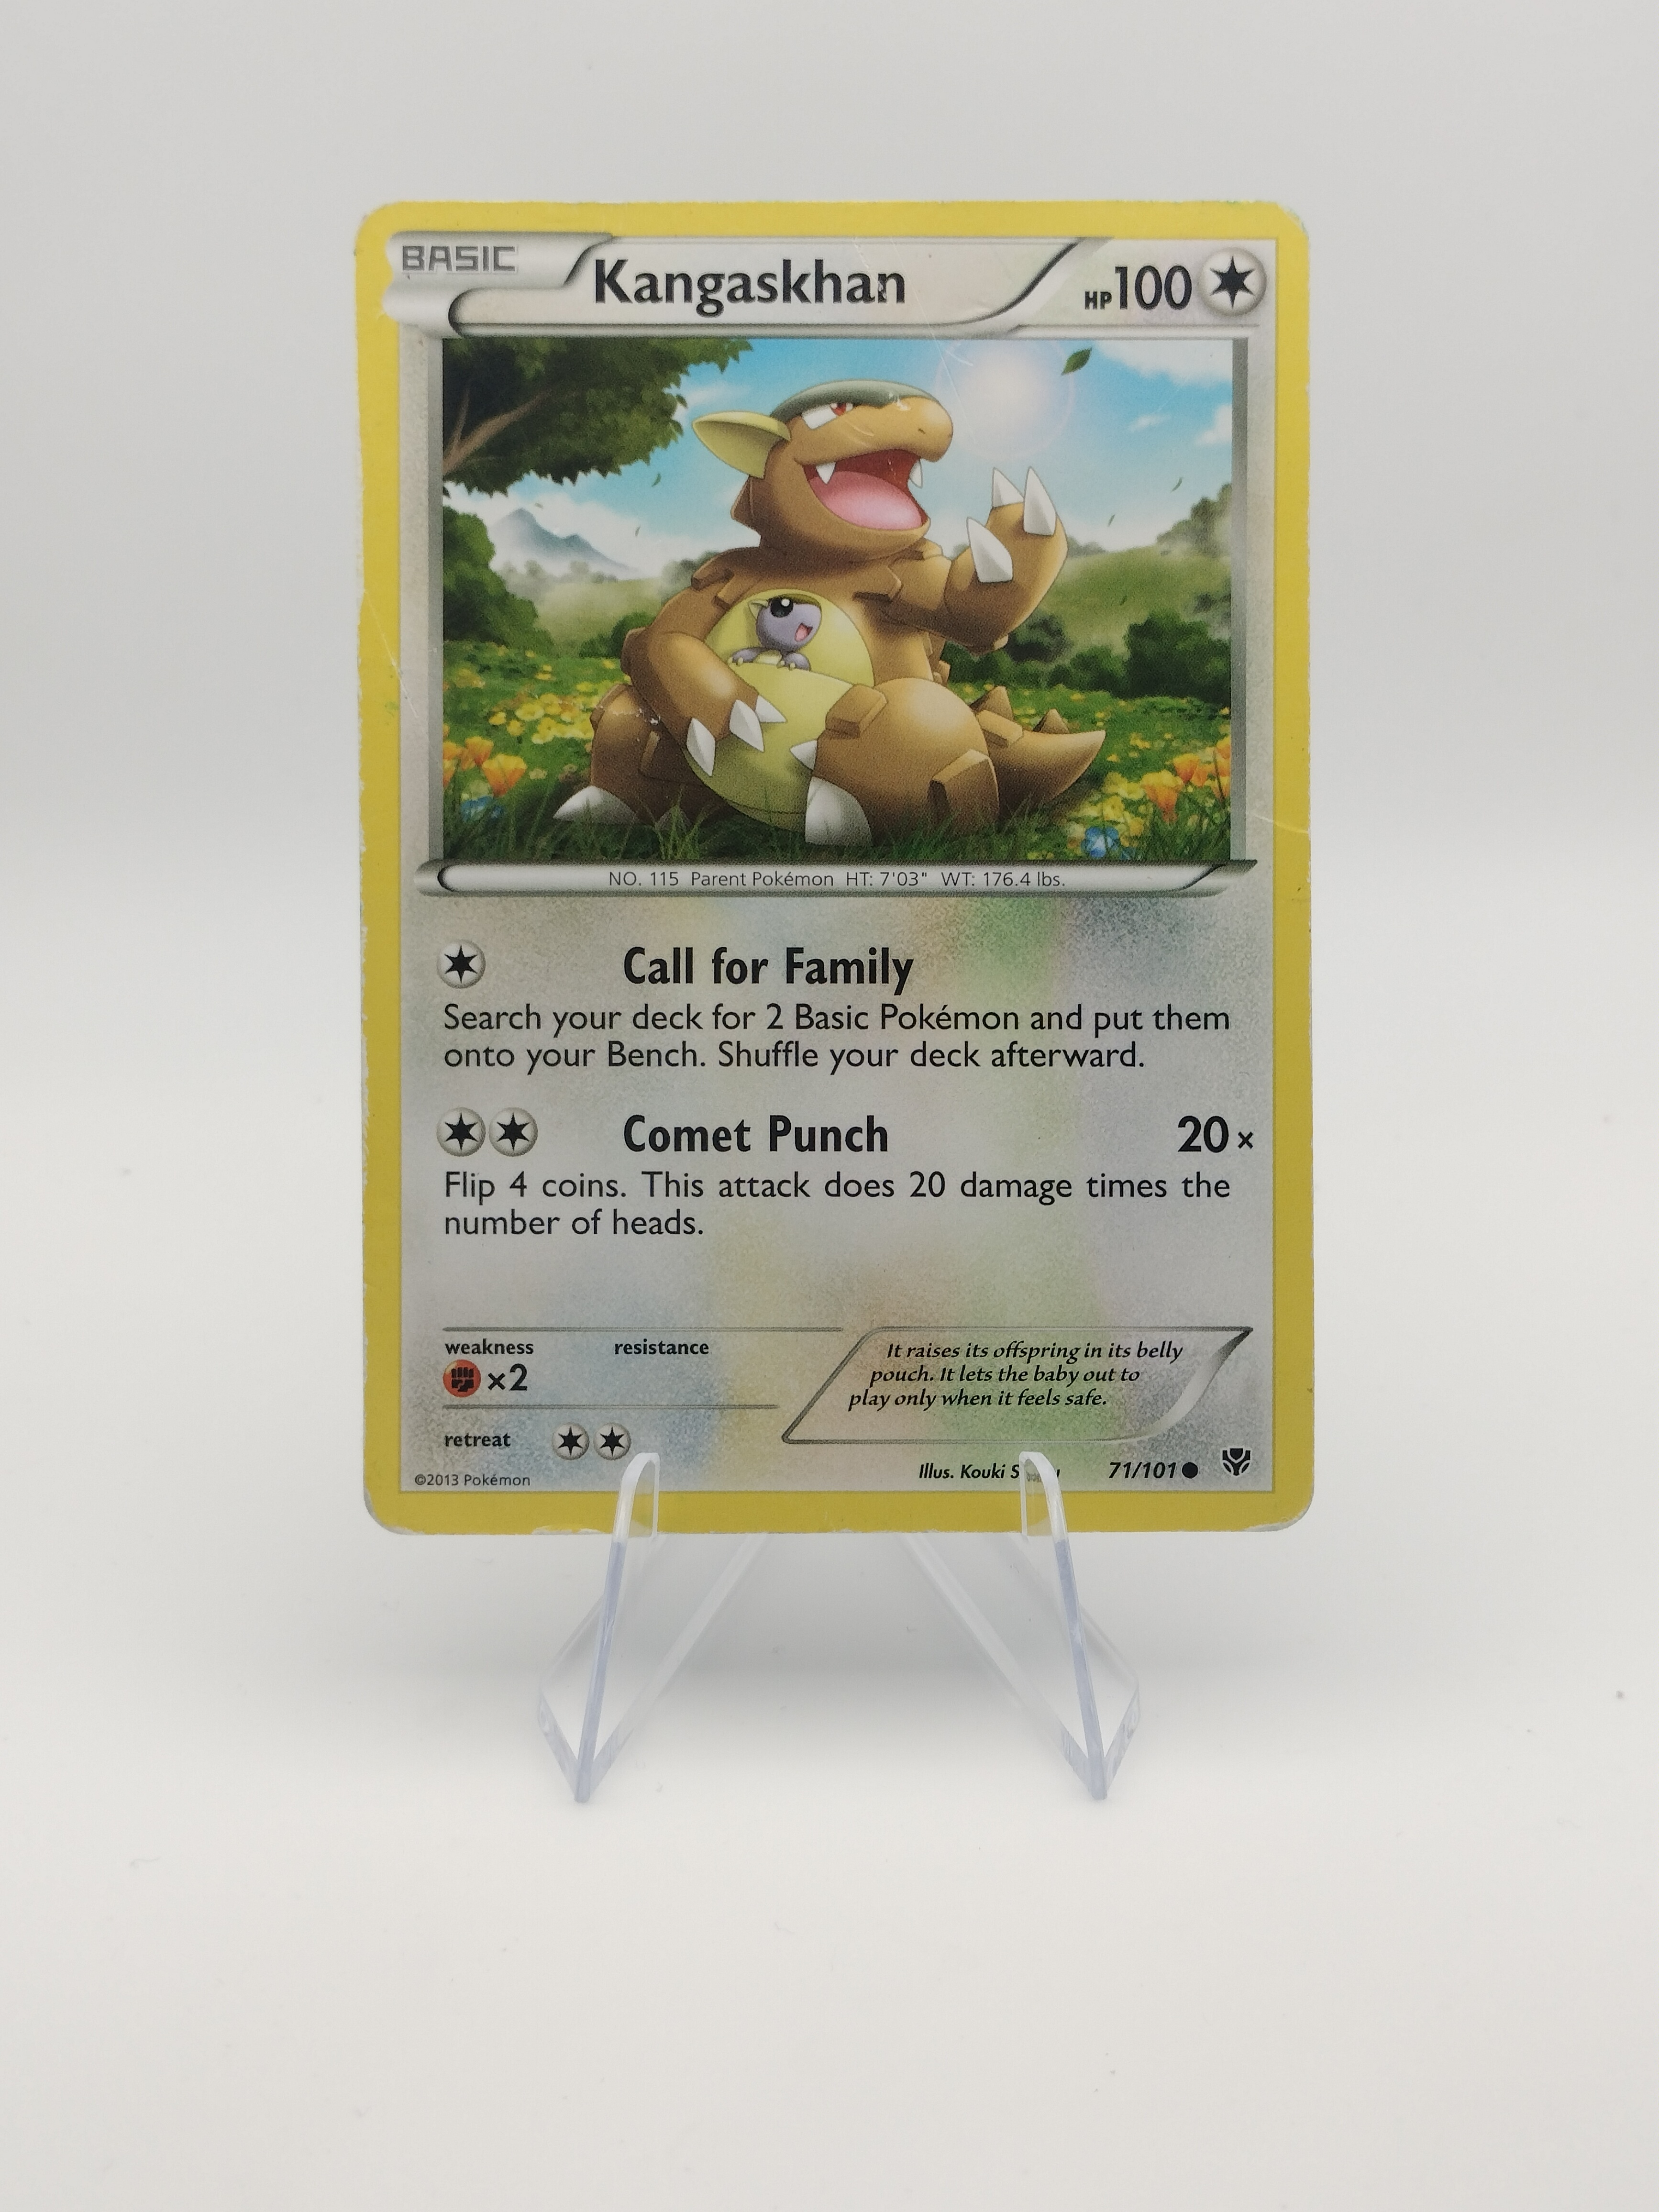 BASIC
Kangaskhan
HP100
NO. 115 Parent Pokémon HT: 7'03" WT: 176.4 lbs.
Call for Family
Search your deck for 2 Basic Pokémon and put them
onto your Bench. Shuffle your deck afterward.
Comet Punch 20×
Flip 4 coins. This attack does 20 damage times the
number of heads.
weakness resistance
×2
It raises its offspring in its belly
pouch. It lets the baby out to
play only when it feels safe.
retreat
©2013 Pokémon
Illus. Kouki 71/101